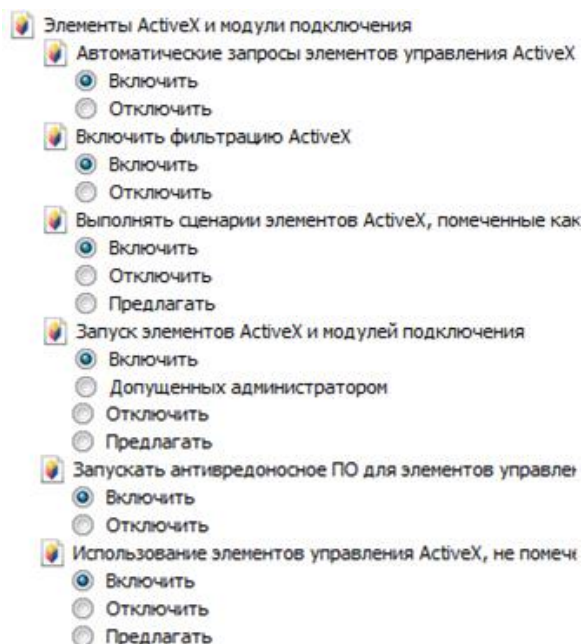 Элементы ActiveX и модули подключения
Автоматические запросы элементов управления ActiveX
Включить
Отключить
Включить фильтрацию ActiveX
Включить
Отключить
Выполнять сценарии элементов ActiveX, помеченные как
Включить
Отключить
Предлагать
Запуск элементов ActiveX и модулей подключения
Включить
Допущенных администратором
Отключить
Предлагать
Запускать антивредоносное ПО для элементов управлен
Включить
Отключить
Использование элементов управления ActiveX, не помече
Включить
Отключить
Предлагать